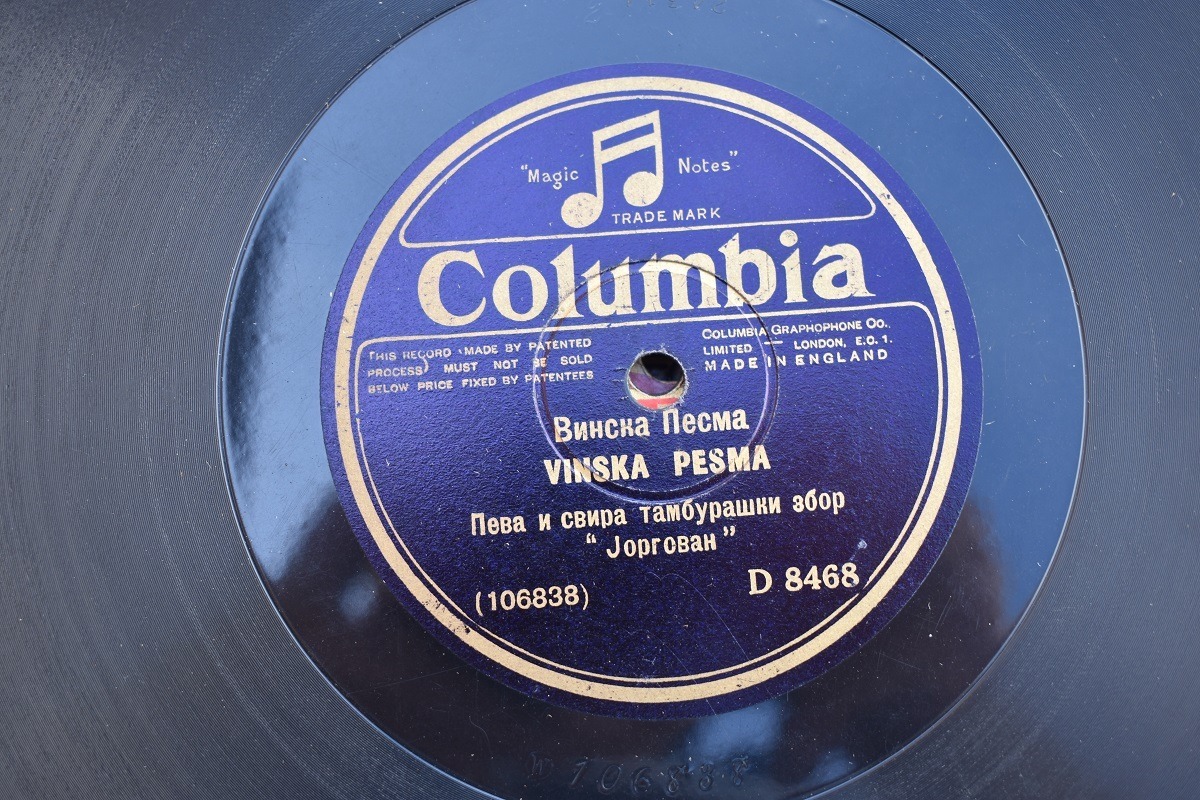 "Magic Notes"
TRADE MARK
Columbia
THIS RECORD MADE BY PATENTED
PROCESS MUST NOT BE SOLD
BELOW PRICE FIXED BY PATENTEES
COLUMBIA GRAPHOPHONE CO.,
LIMITED — LONDON, E.C.1.
MADE IN ENGLAND
Винска Песма
VINSKA PESMA
Пева и свира тамбурашки збор
"Јоргован"
(106838)
D 8468
W 106838